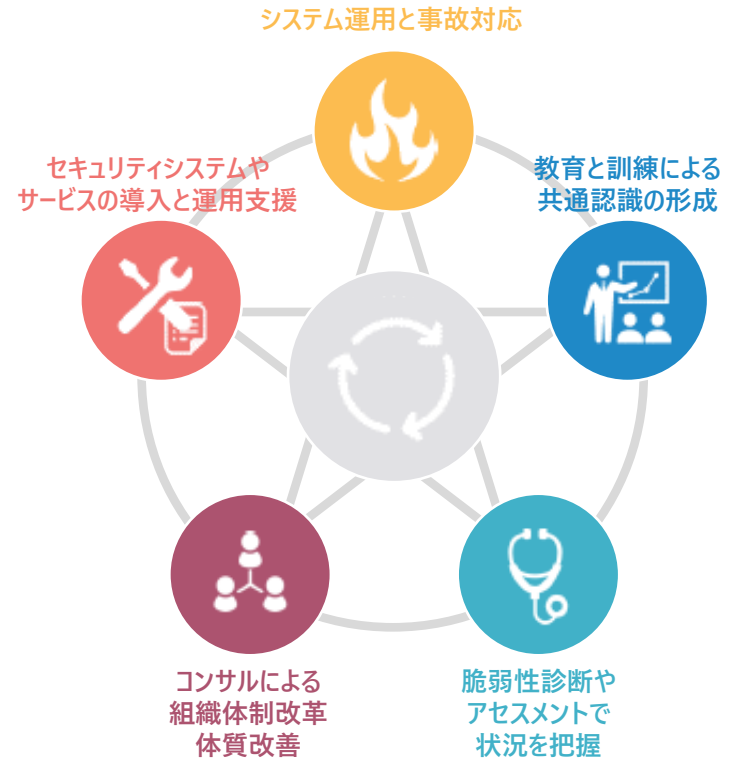 システム運用と事故対応
セキュリティシステムや
サービスの導入と運用支援
教育と訓練による
共通認識の形成
コンサルによる
組織体制改革
体質改善
脆弱性診断や
アセスメントで
状況を把握